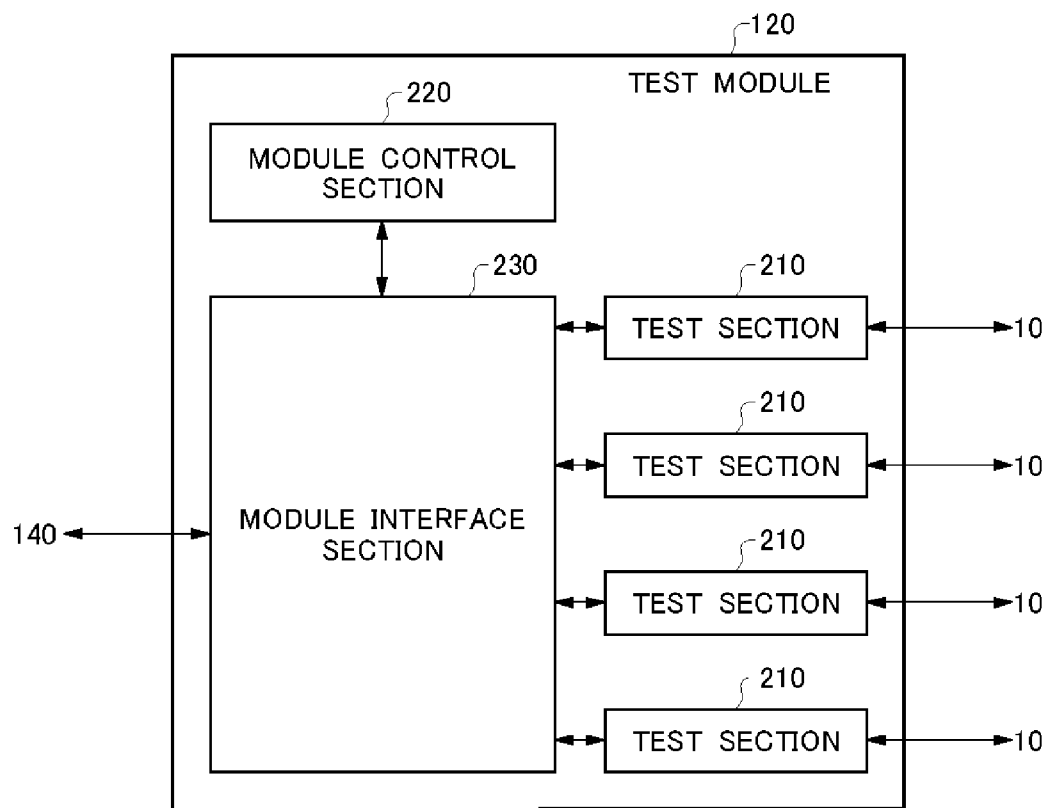 120
TEST MODULE
220
MODULE CONTROL
SECTION
230
210
TEST SECTION
10
210
TEST SECTION
10
140
MODULE INTERFACE
SECTION
210
TEST SECTION
10
210
TEST SECTION
10